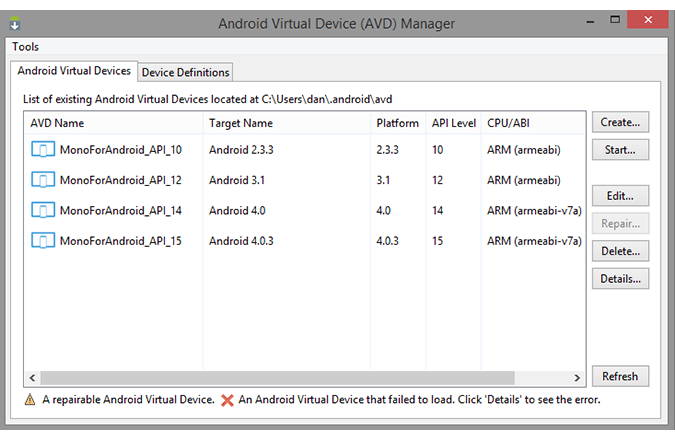 Android Virtual Device (AVD) Manager
Tools
Android Virtual Devices Device Definitions
List of existing Android Virtual Devices located at C:\Users\dan\.android\avd
AVD Name Target Name Platform API Level CPU/ABI Create...
MonoForAndroid_API_10 Android 2.3.3 2.3.3 10 ARM (armeabi) Start...
MonoForAndroid_API_12 Android 3.1 3.1 12 ARM (armeabi)
Edit...
MonoForAndroid_API_14 Android 4.0 4.0 14 ARM (armeabi-v7a)
Repair...
MonoForAndroid_API_15 Android 4.0.3 4.0.3 15 ARM (armeabi-v7a)
Delete...
Details...
Refresh
A repairable Android Virtual Device. An Android Virtual Device that failed to load. Click 'Details' to see the error.